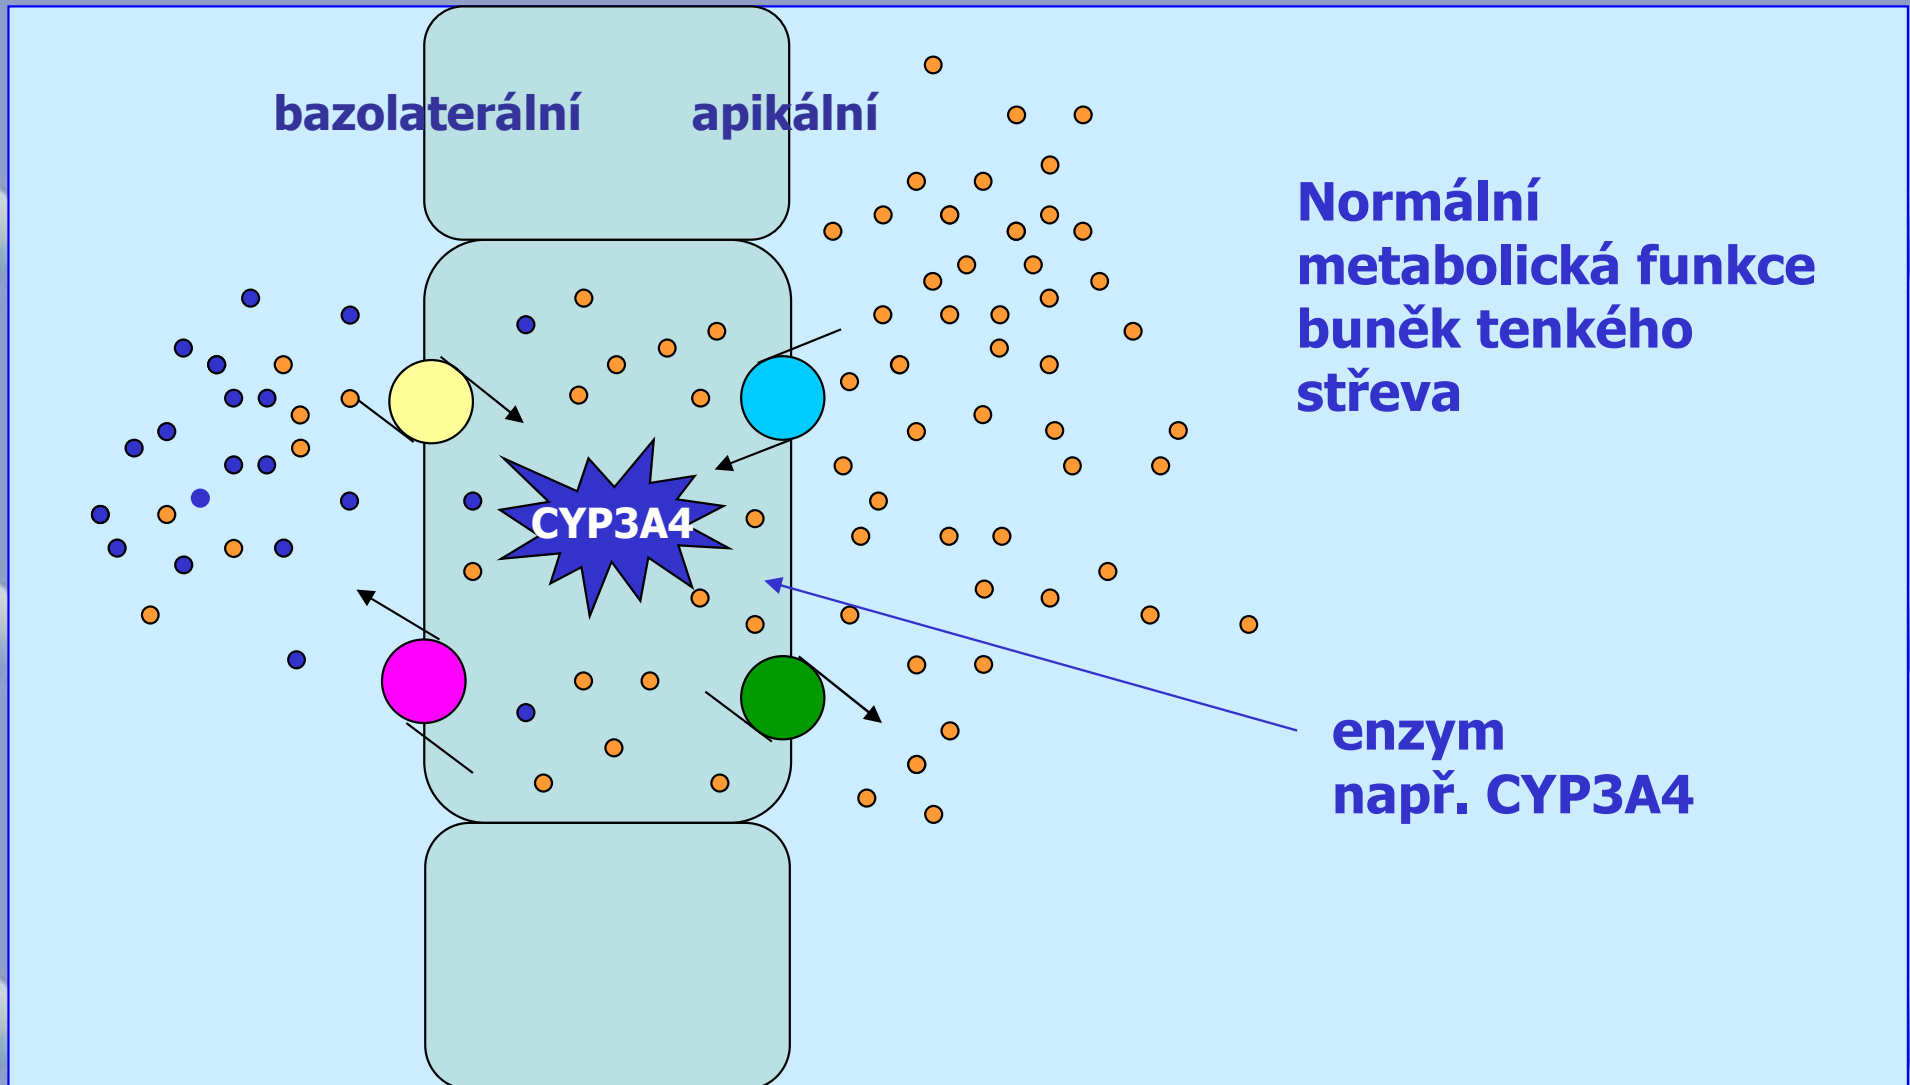 bazolaterální
apikální
Normální
metabolická funkce
buněk tenkého
střeva
CYP3A4
enzym
např. CYP3A4